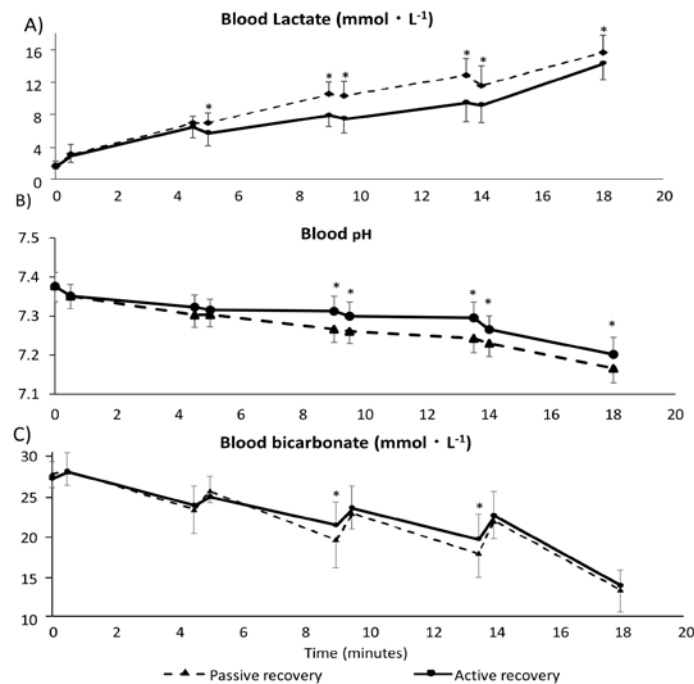 A)
Blood Lactate (mmol · L⁻¹)
16
12
8
4
0
* * * * * *
0 2 4 6 8 10 12 14 16 18 20
B)
Blood pH
7.5
7.4
7.3
7.2
7.1
* * * * *
0 2 4 6 8 10 12 14 16 18 20
C)
Blood bicarbonate (mmol · L⁻¹)
30
25
20
15
10
* *
0 2 4 6 8 10 12 14 16 18 20
Time (minutes)
Passive recovery Active recovery